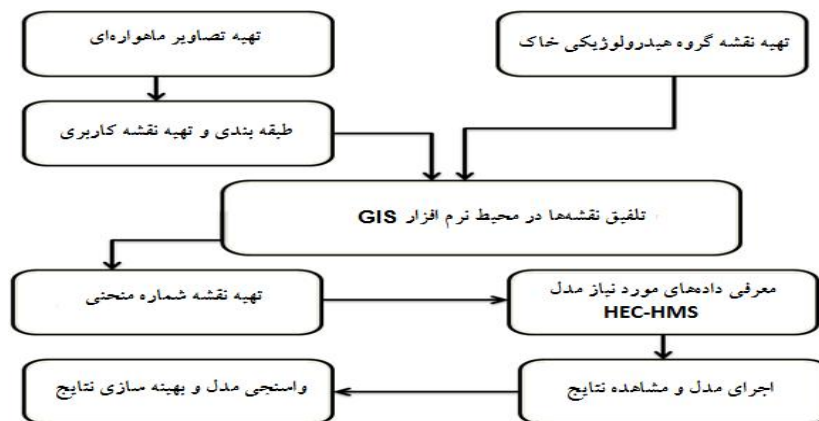 تهیه تصاویر ماهواره‌ای
تهیه نقشه گروه هیدرولوژیکی خاک
طبقه بندی و تهیه نقشه کاربری
تلفیق نقشه‌ها در محیط نرم افزار GIS
تهیه نقشه شماره منحنی
معرفی داده‌های مورد نیاز مدل
HEC-HMS
اجرای مدل و مشاهده نتایج
واسنجی مدل و بهینه سازی نتایج